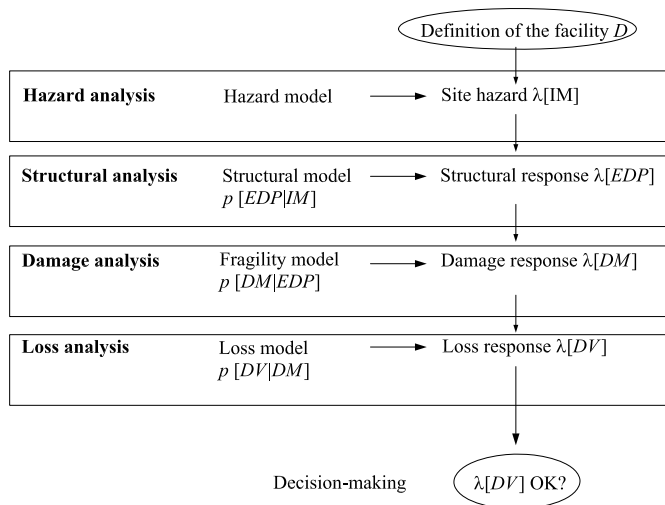 Definition of the facility D
Hazard analysis Hazard model Site hazard λ[IM]
Structural analysis Structural model Structural response λ[EDP]
p [EDP|IM]
Damage analysis Fragility model Damage response λ[DM]
p [DM|EDP]
Loss analysis Loss model Loss response λ[DV]
p [DV|DM]
Decision-making λ[DV] OK?